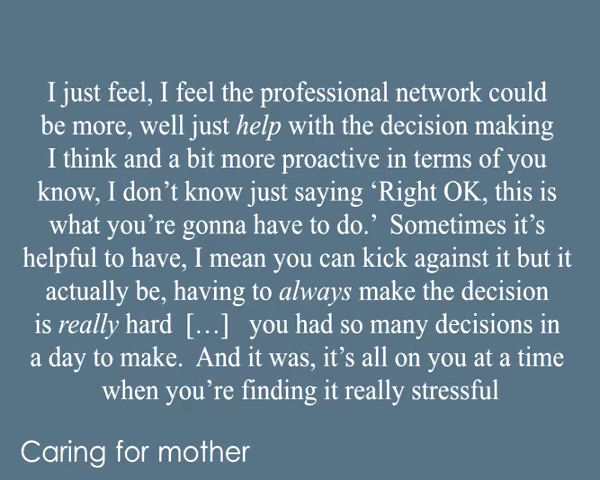 I just feel, I feel the professional network could
be more, well just help with the decision making
I think and a bit more proactive in terms of you
know, I don’t know just saying ‘Right OK, this is
what you’re gonna have to do.’  Sometimes it’s
helpful to have, I mean you can kick against it but it
actually be, having to always make the decision
is really hard  […]   you had so many decisions in
a day to make.  And it was, it’s all on you at a time
when you’re finding it really stressful
Caring for mother